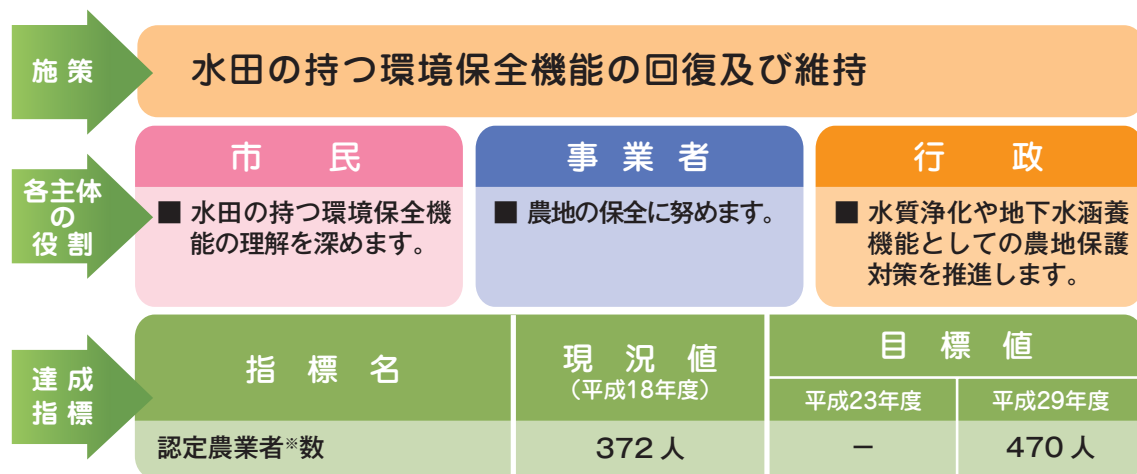 施 策
水田の持つ環境保全機能の回復及び維持
各主体
の
役 割
市 民
■ 水田の持つ環境保全機
能の理解を深めます。
事 業 者
■ 農地の保全に努めます。
行 政
■ 水質浄化や地下水涵養
機能としての農地保護
対策を推進します。
達 成
指 標
指 標 名
現 況 値
（平成18年度）
目 標 値
平成23年度
平成29年度
認定農業者※数
372 人
－
470 人